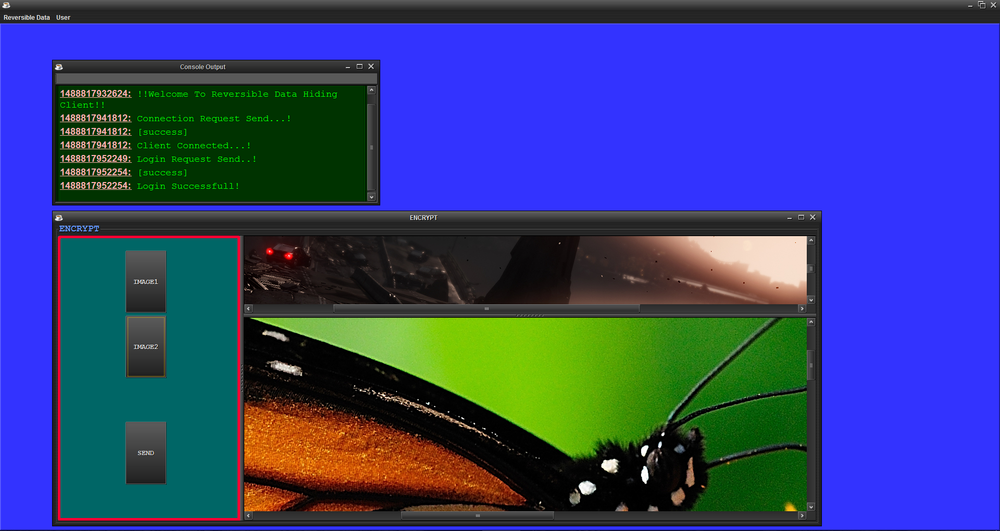 Reversible Data User
Console Output
1488817932624: !!Welcome To Reversible Data Hiding
Client!!
1488817941812: Connection Request Send...!
1488817941812: [success]
1488817941812: Client Connected...!
1488817952249: Login Request Send..!
1488817952254: [success]
1488817952254: Login Successfull!
ENCRYPT
ENCRYPT
IMAGE1
IMAGE2
SEND